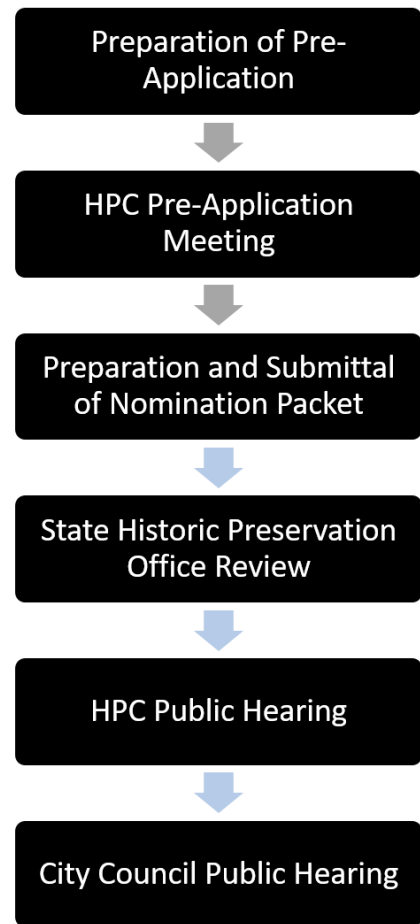 Preparation of Pre-
Application
HPC Pre-Application
Meeting
Preparation and Submittal
of Nomination Packet
State Historic Preservation
Office Review
HPC Public Hearing
City Council Public Hearing